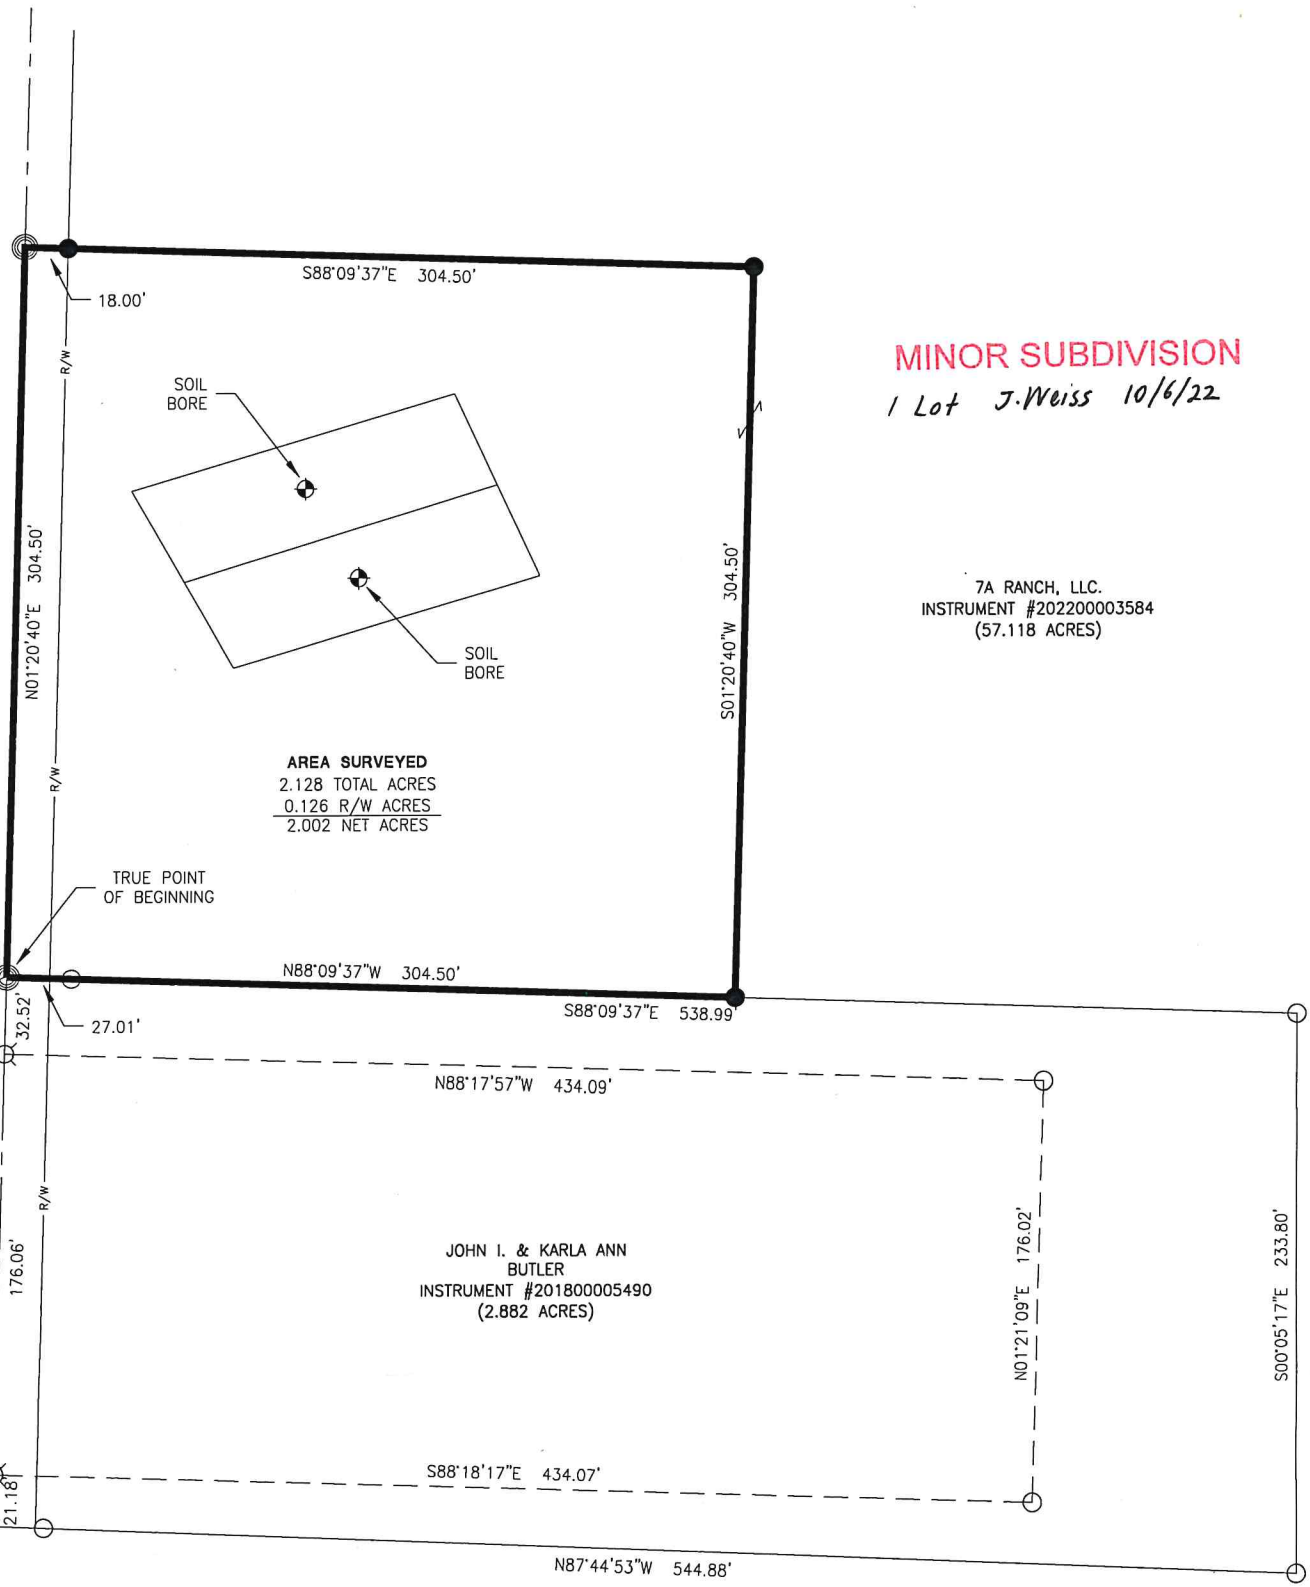 S88°09'37"E 304.50'
18.00'
R/W
MINOR SUBDIVISION
1 Lot J.Weiss 10/6/22
SOIL
BORE
N01°20'40"E 304.50'
S01°20'40"W 304.50'
7A RANCH, LLC.
INSTRUMENT #202200003584
(57.118 ACRES)
SOIL
BORE
AREA SURVEYED
2.128 TOTAL ACRES
0.126 R/W ACRES
2.002 NET ACRES
R/W
TRUE POINT
OF BEGINNING
N88°09'37"W 304.50'
S88°09'37"E 538.99'
32.52'
27.01'
N88°17'57"W 434.09'
R/W
176.06'
JOHN I. & KARLA ANN
BUTLER
INSTRUMENT #201800005490
(2.882 ACRES)
N01°21'09"E 176.02'
S00°05'17"E 233.80'
S88°18'17"E 434.07'
21.18'
N87°44'53"W 544.88'